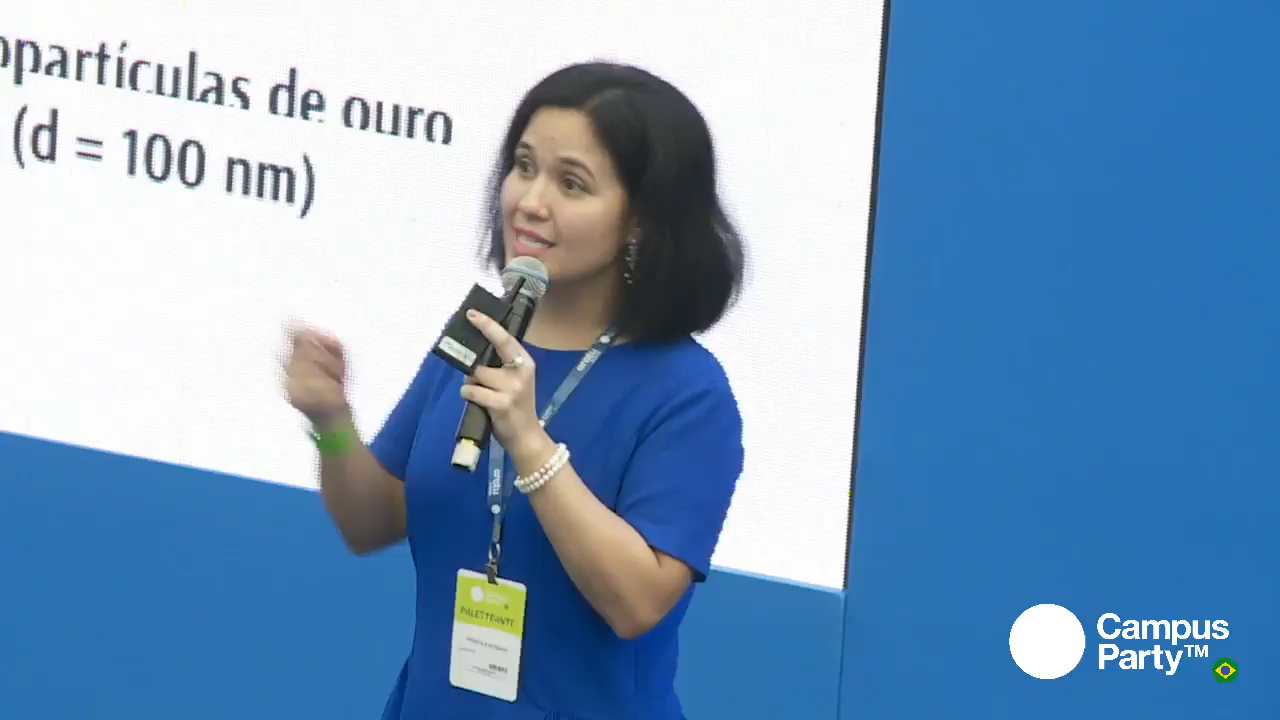 opartículas de ouro
(d = 100 nm)
PALESTRANTE
Campus
Party™